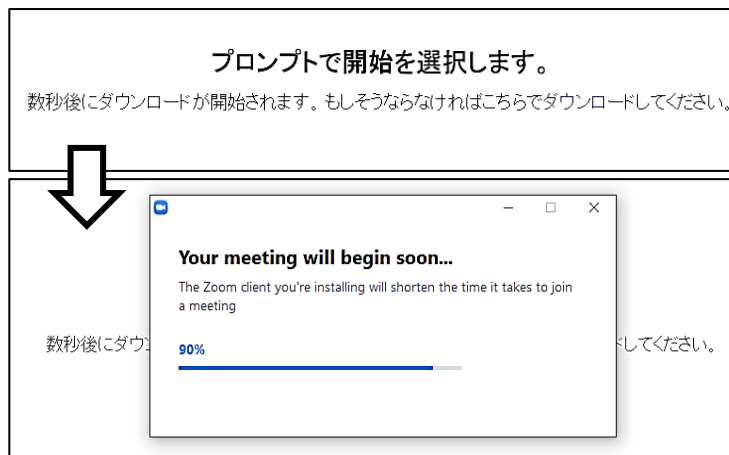 プロンプトで開始を選択します。
数秒後にダウンロードが開始されます。もしそうならなければこちらでダウンロードしてください。
Your meeting will begin soon...
The Zoom client you're installing will shorten the time it takes to join
a meeting
数秒後にダウン
してください。
90%